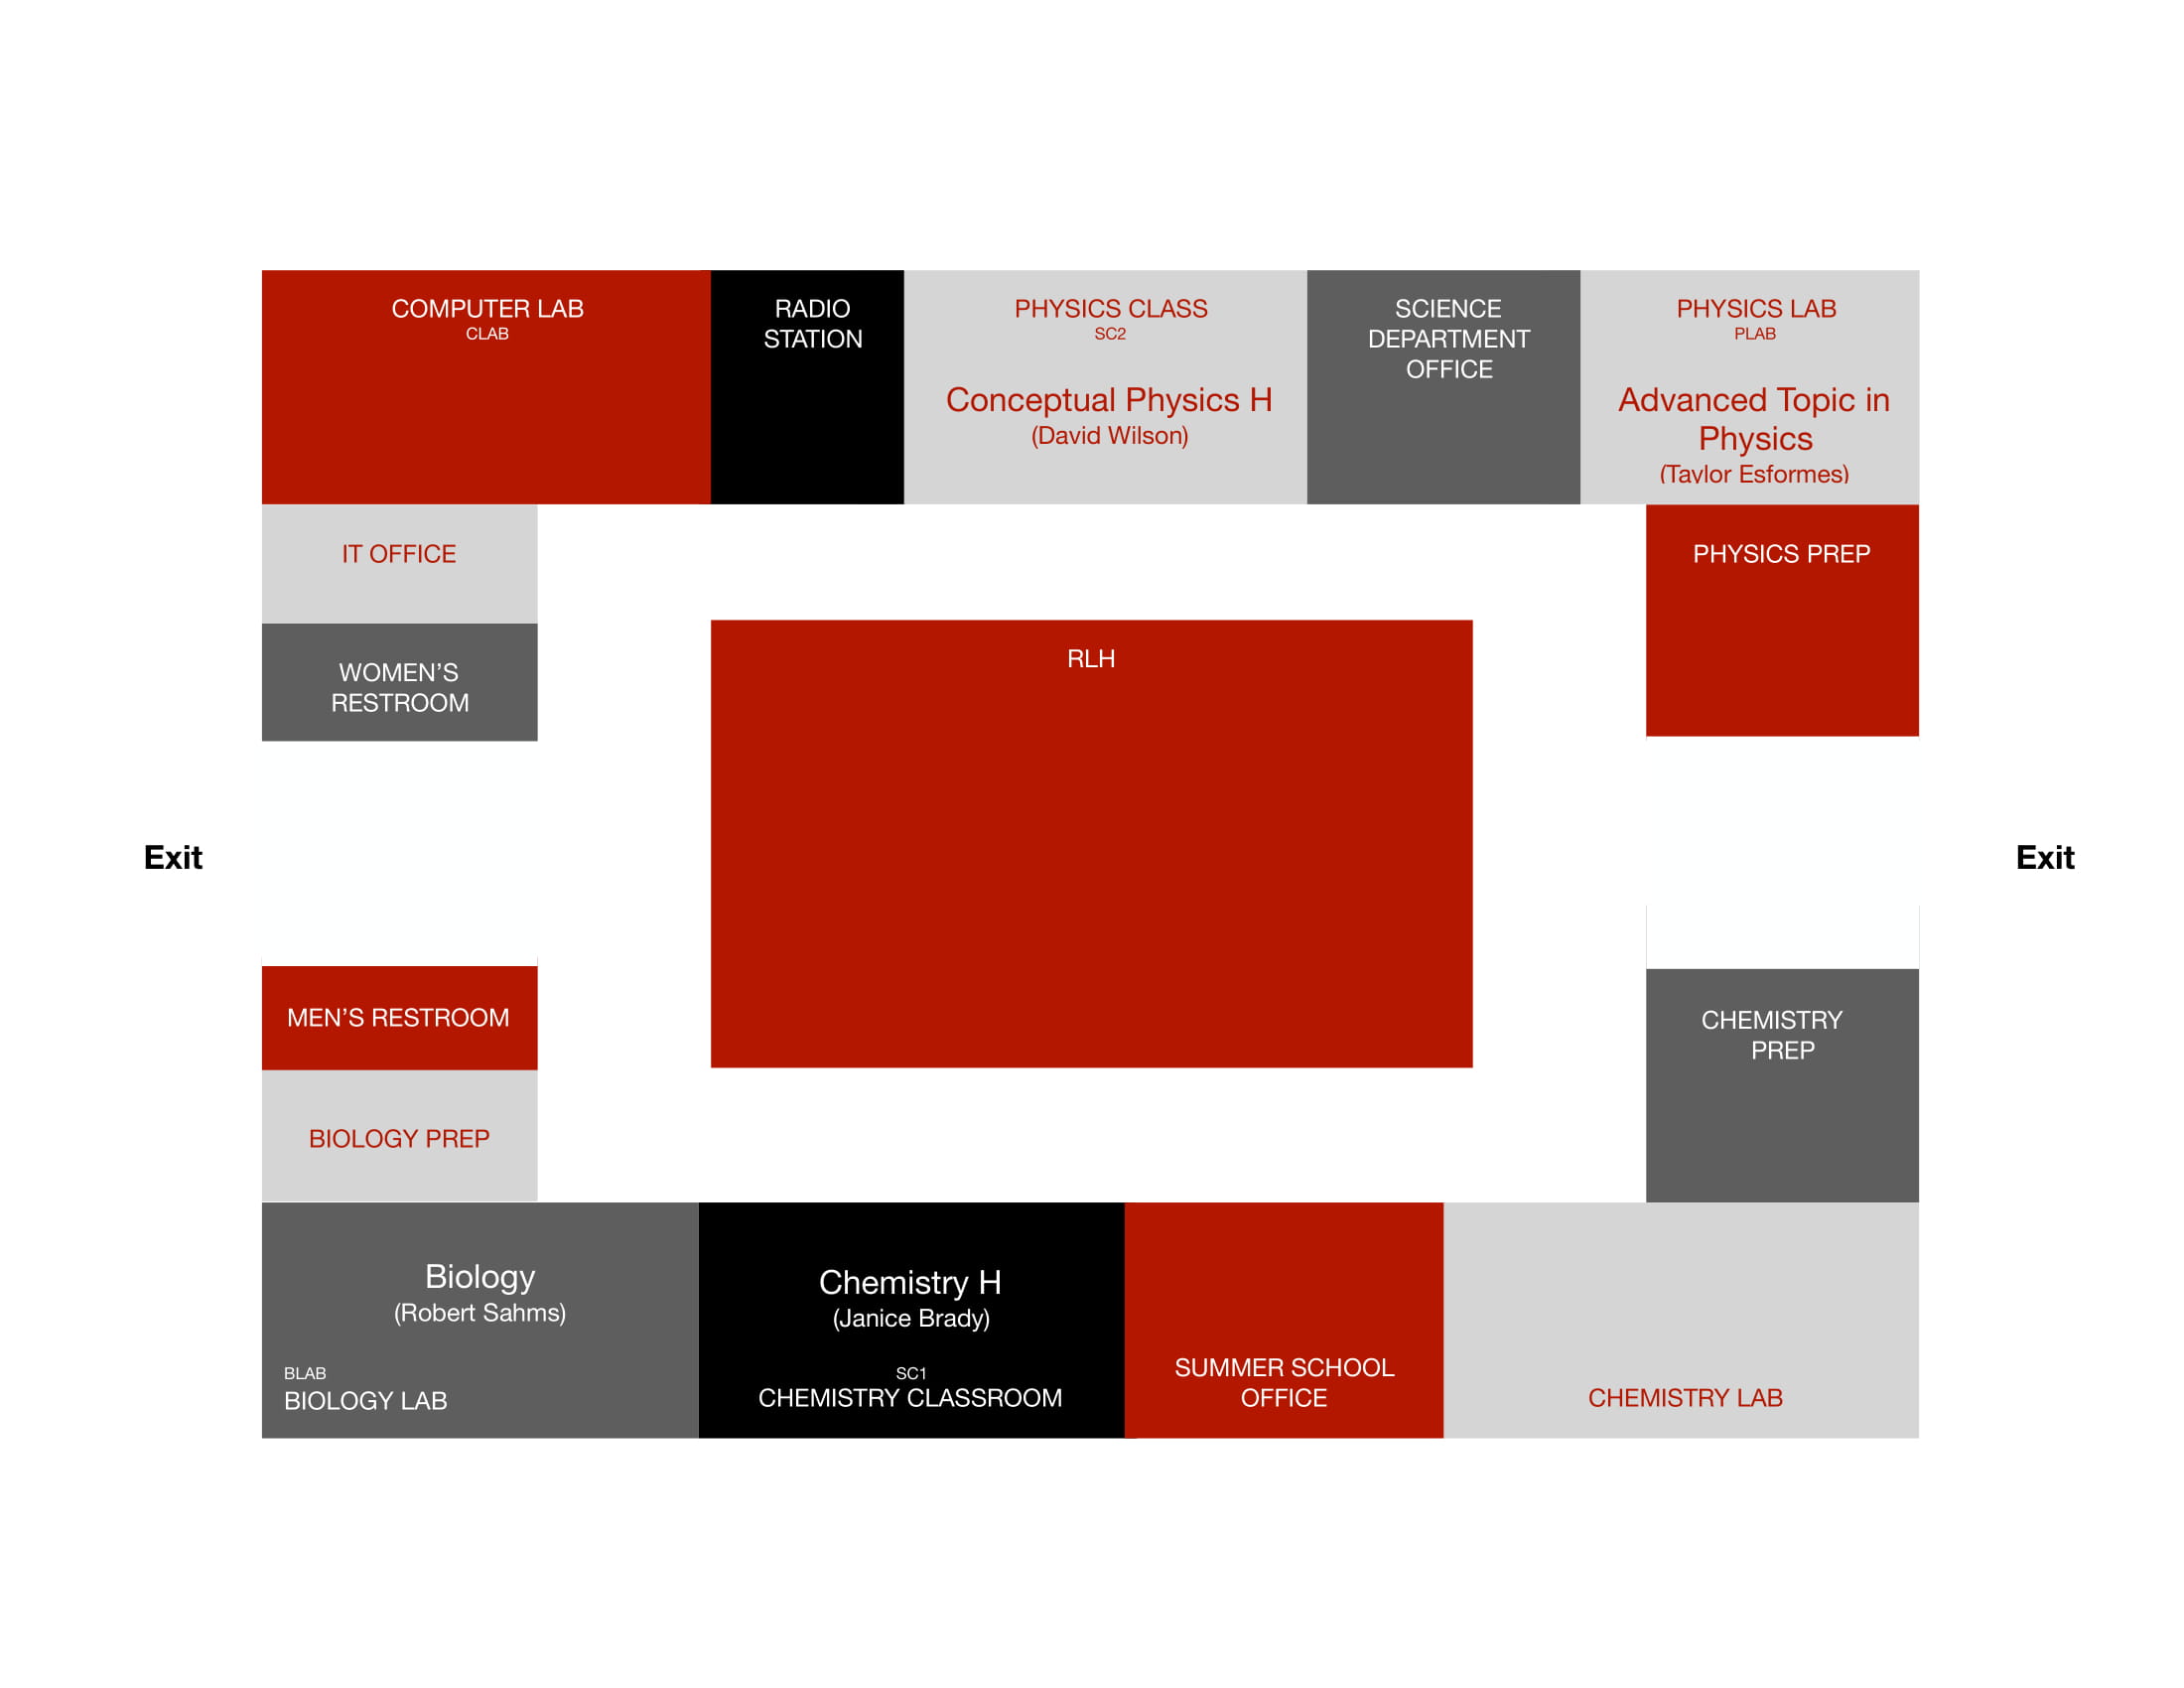 COMPUTER LAB
CLAB
RADIO
STATION
PHYSICS CLASS
SC2
Conceptual Physics H
(David Wilson)
SCIENCE
DEPARTMENT
OFFICE
PHYSICS LAB
PLAB
Advanced Topic in
Physics
(Taylor Esformes)
IT OFFICE
PHYSICS PREP
WOMEN’S
RESTROOM
RLH
Exit
Exit
MEN’S RESTROOM
CHEMISTRY
PREP
BIOLOGY PREP
Biology
(Robert Sahms)
BLAB
BIOLOGY LAB
Chemistry H
(Janice Brady)
SC1
CHEMISTRY CLASSROOM
SUMMER SCHOOL
OFFICE
CHEMISTRY LAB